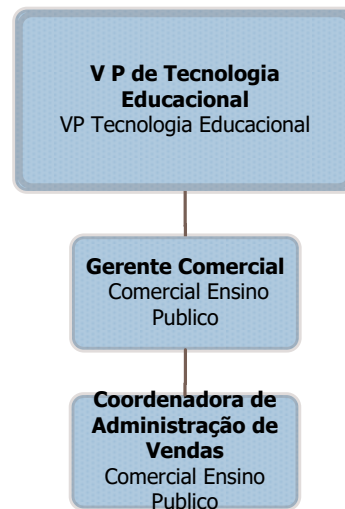 V P de Tecnologia
Educacional
VP Tecnologia Educacional
Gerente Comercial
Comercial Ensino
Publico
Coordenadora de
Administração de
Vendas
Comercial Ensino
Publico